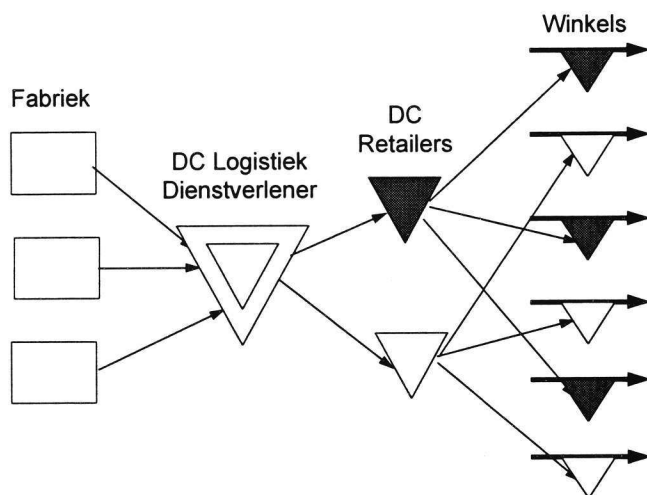 Winkels
Fabriek
DC
Retailers
DC Logistiek
Dienstverlener